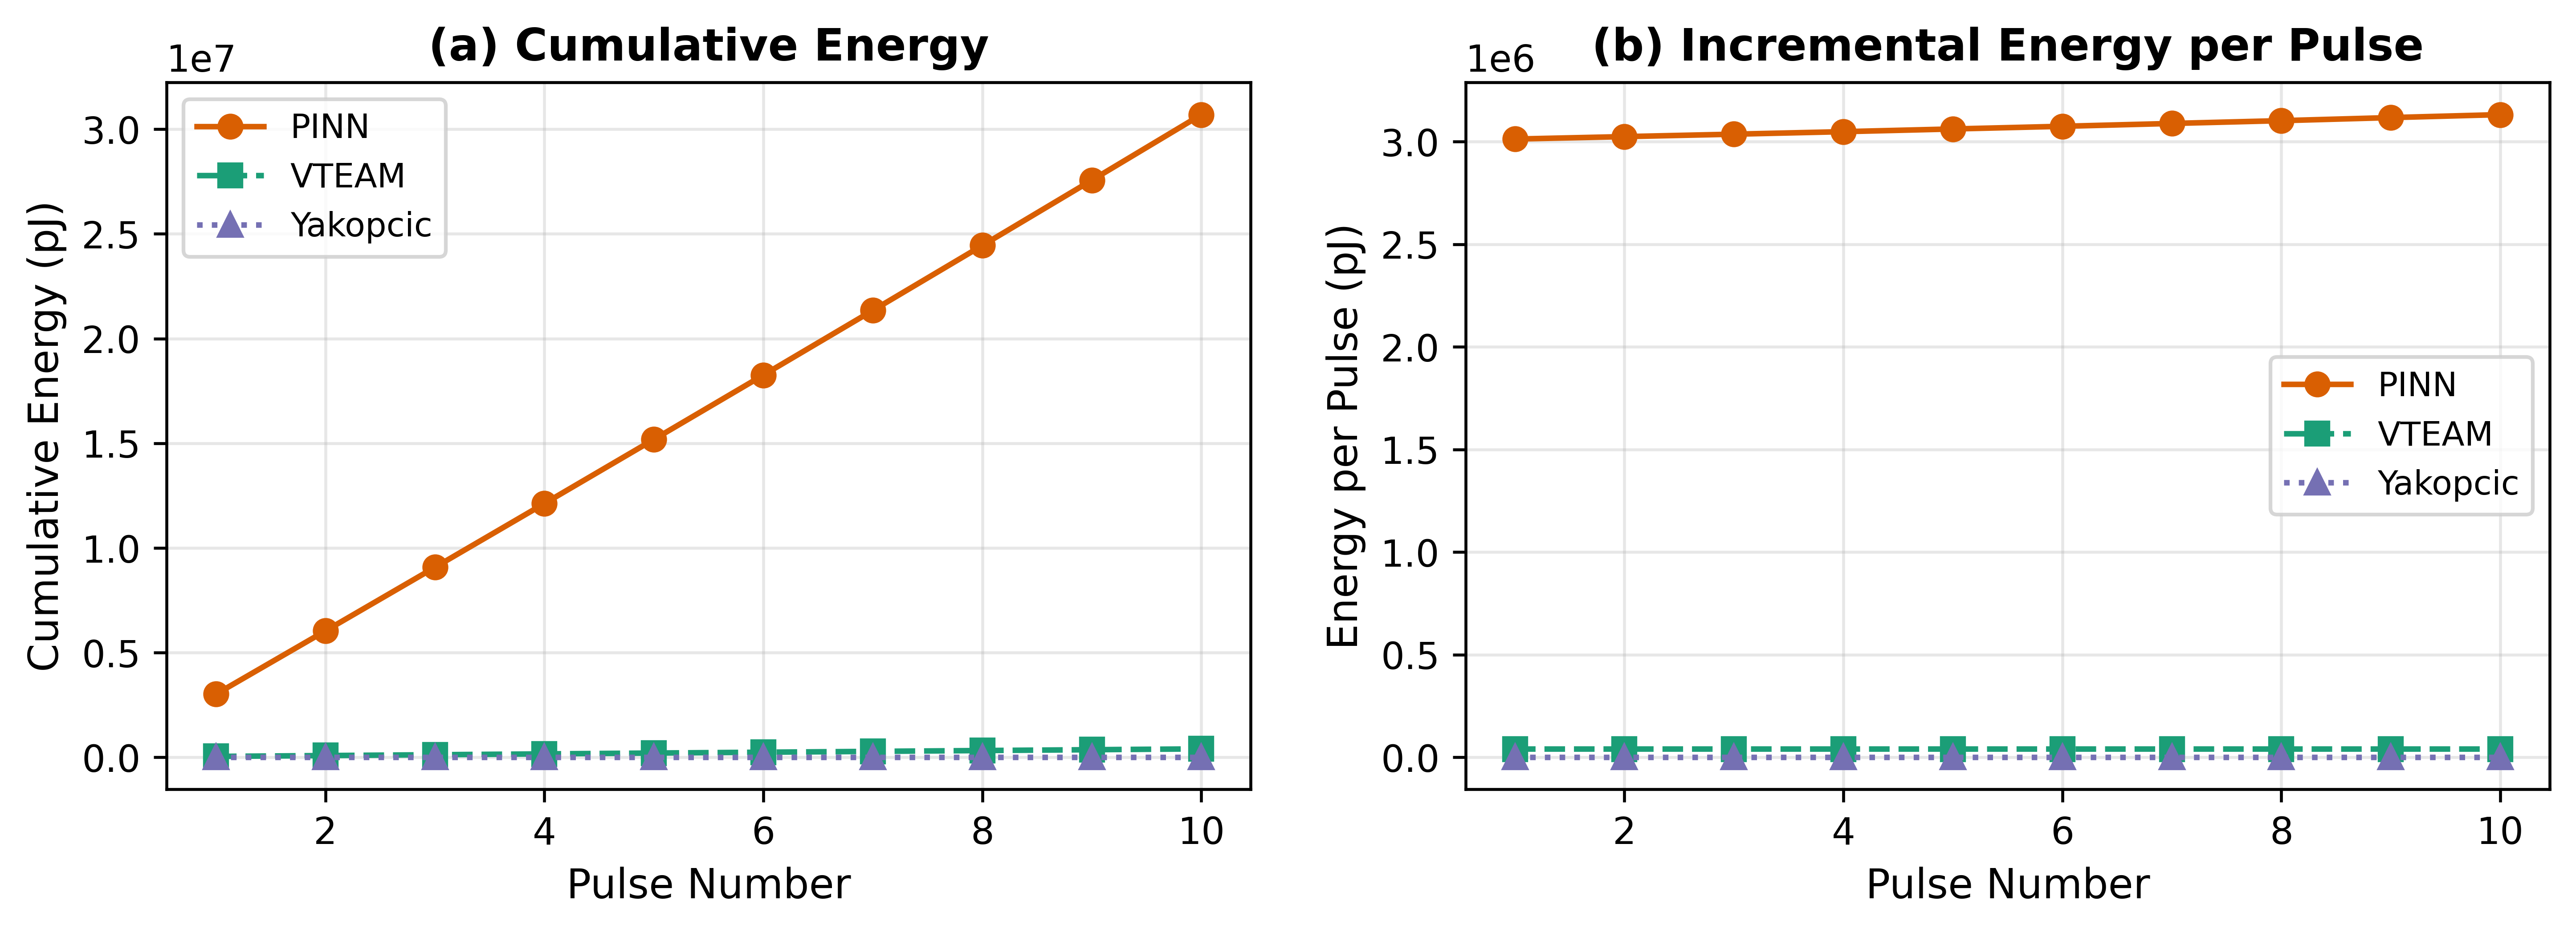 (a) Cumulative Energy
1e7
Cumulative Energy (pJ)
3.0
2.5
2.0
1.5
1.0
0.5
0.0
PINN
VTEAM
Yakopcic
2 4 6 8 10
Pulse Number
(b) Incremental Energy per Pulse
1e6
Energy per Pulse (pJ)
3.0
2.5
2.0
1.5
1.0
0.5
0.0
PINN
VTEAM
Yakopcic
2 4 6 8 10
Pulse Number